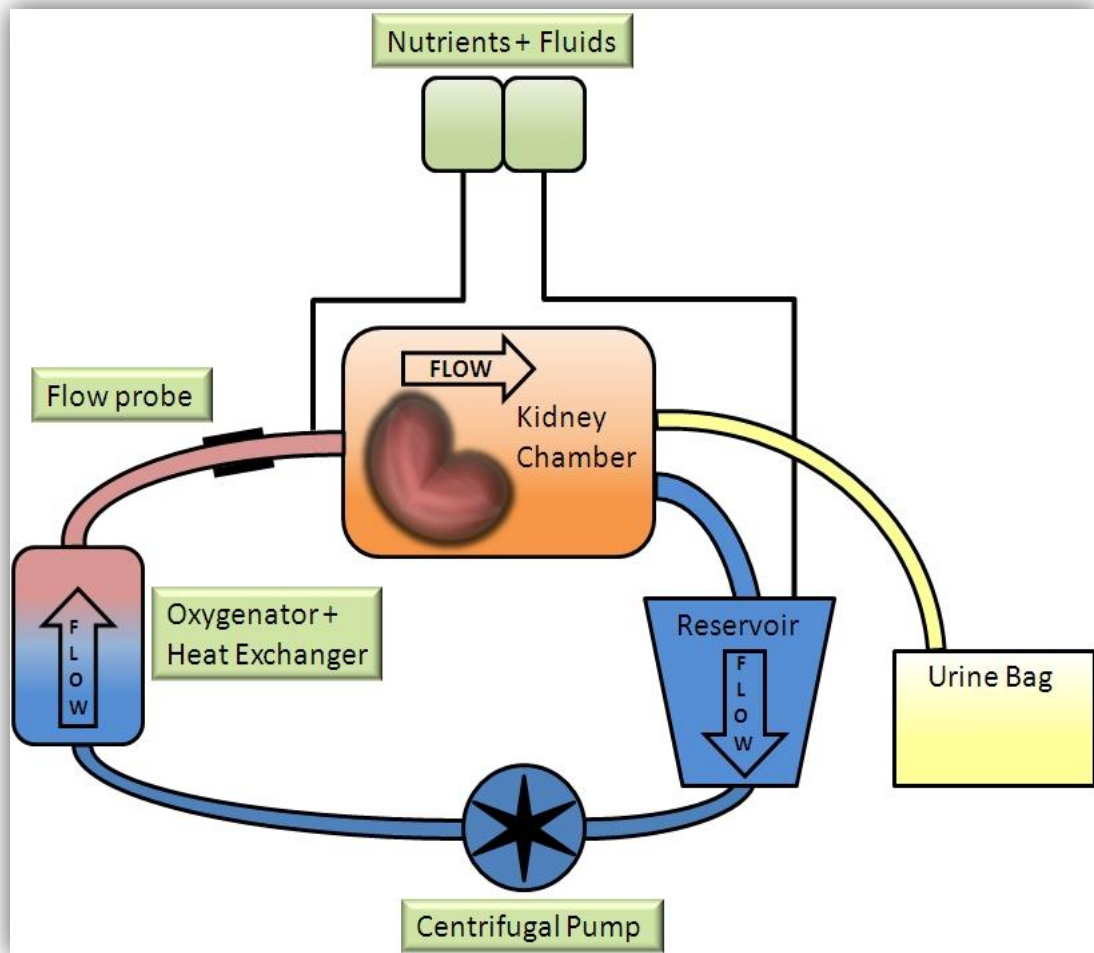 Nutrients + Fluids
FLOW
Kidney
Chamber
Flow probe
Oxygenator +
Heat Exchanger
FLOW
Reservoir
FLOW
Urine Bag
Centrifugal Pump